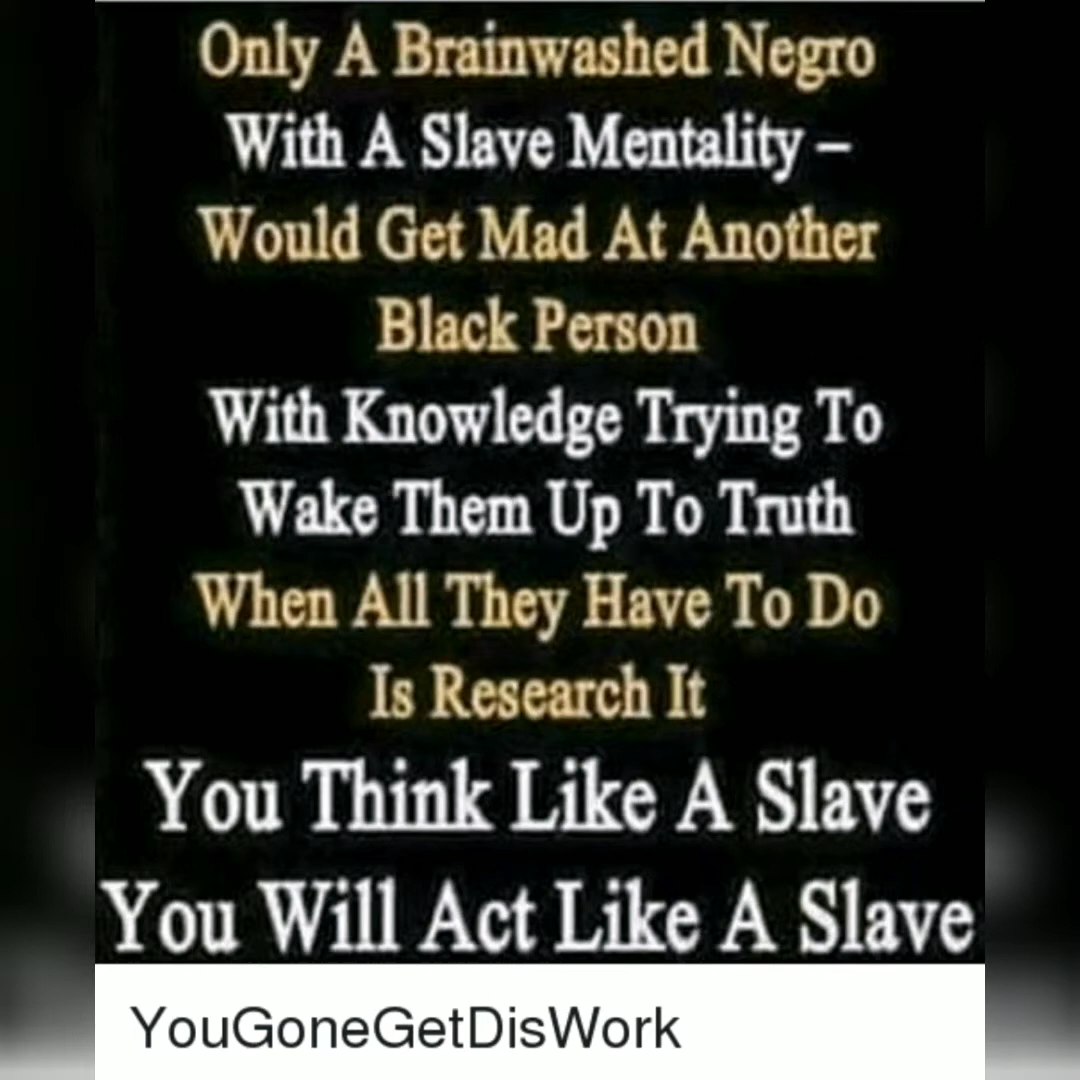 Only A Brainwashed Negro
With A Slave Mentality –
Would Get Mad At Another
Black Person
With Knowledge Trying To
Wake Them Up To Truth
When All They Have To Do
Is Research It
You Think Like A Slave
You Will Act Like A Slave
YouGoneGetDisWork